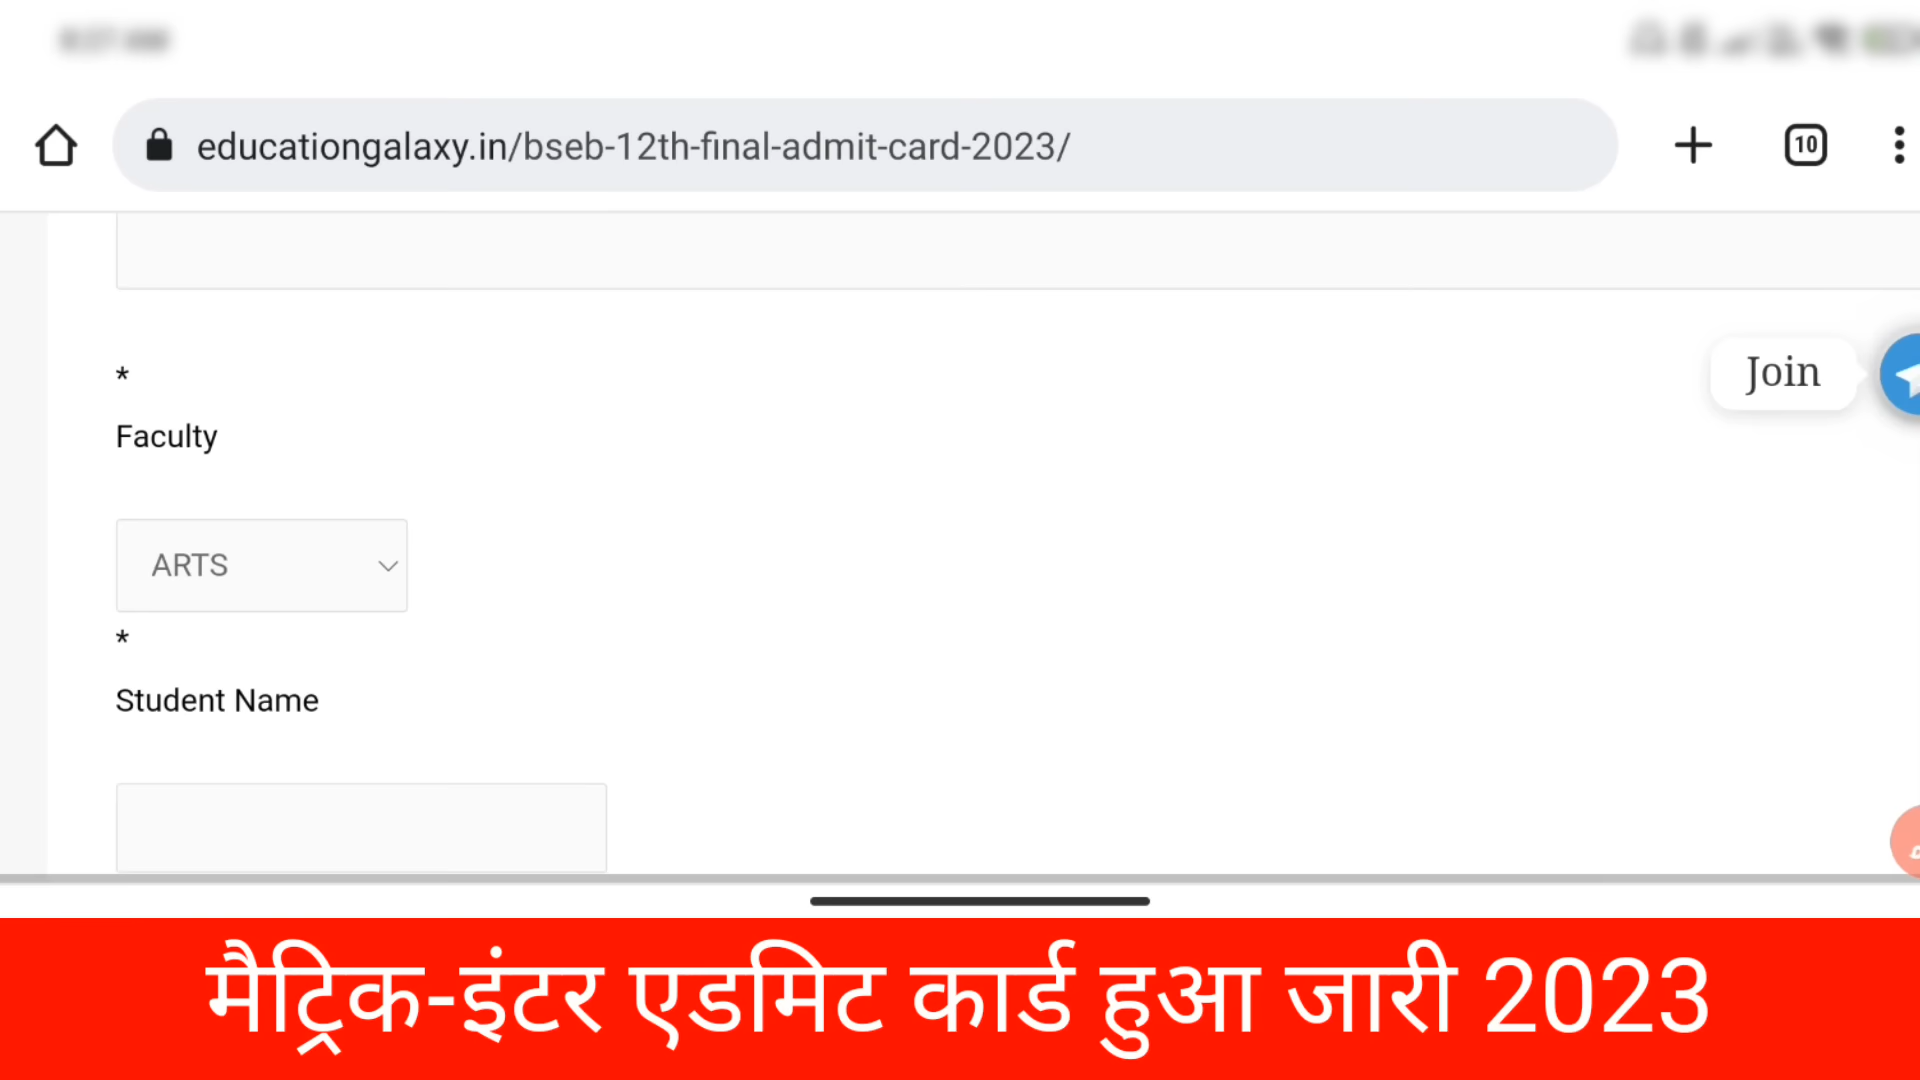 educationgalaxy.in/bseb-12th-final-admit-card-2023/
10
*
Faculty
Join
ARTS
*
Student Name
मैट्रिक-इंटर एडमिट कार्ड हुआ जारी 2023